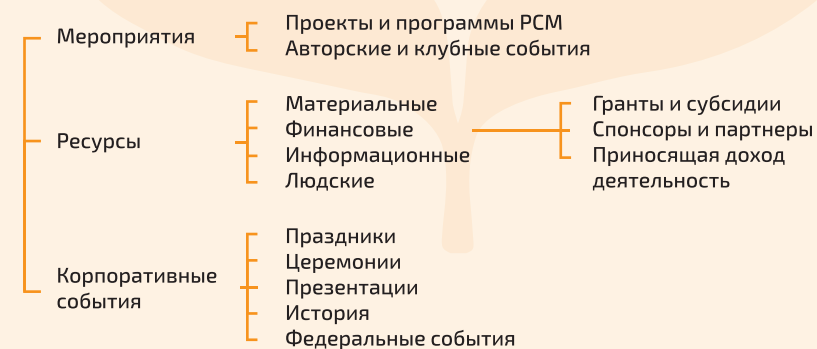 Мероприятия
Проекты и программы РСМ
Авторские и клубные события
Ресурсы
Материальные
Финансовые
Информационные
Людские
Гранты и субсидии
Спонсоры и партнеры
Приносящая доход
деятельность
Корпоративные
события
Праздники
Церемонии
Презентации
История
Федеральные события